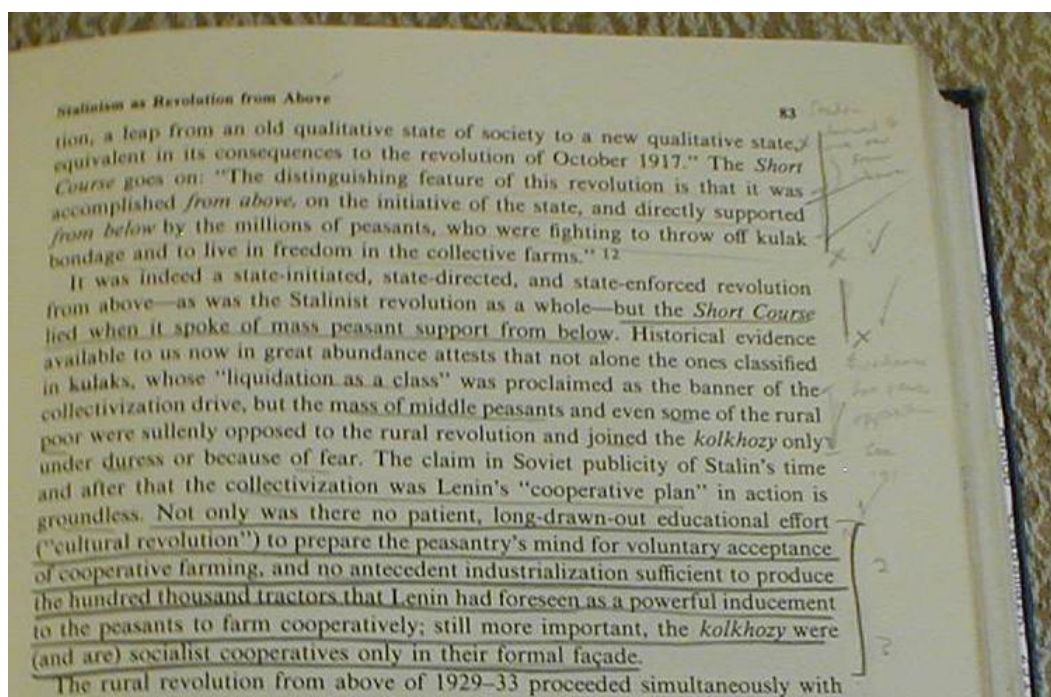 Stalinism as Revolution from Above
83
tion, a leap from an old qualitative state of society to a new qualitative state,
equivalent in its consequences to the revolution of October 1917." The Short
Course goes on: "The distinguishing feature of this revolution is that it was
accomplished from above, on the initiative of the state, and directly supported
from below by the millions of peasants, who were fighting to throw off kulak
bondage and to live in freedom in the collective farms." 12
It was indeed a state-initiated, state-directed, and state-enforced revolution
from above—as was the Stalinist revolution as a whole—but the Short Course
lied when it spoke of mass peasant support from below. Historical evidence
available to us now in great abundance attests that not alone the ones classified
in kulaks, whose "liquidation as a class" was proclaimed as the banner of the
collectivization drive, but the mass of middle peasants and even some of the rural
poor were sullenly opposed to the rural revolution and joined the kolkhozy only
under duress or because of fear. The claim in Soviet publicity of Stalin's time
and after that the collectivization was Lenin's "cooperative plan" in action is
groundless. Not only was there no patient, long-drawn-out educational effort
("cultural revolution") to prepare the peasantry's mind for voluntary acceptance
of cooperative farming, and no antecedent industrialization sufficient to produce
the hundred thousand tractors that Lenin had foreseen as a powerful inducement
to the peasants to farm cooperatively; still more important, the kolkhozy were
(and are) socialist cooperatives only in their formal façade.
The rural revolution from above of 1929–33 proceeded simultaneously with
2
3